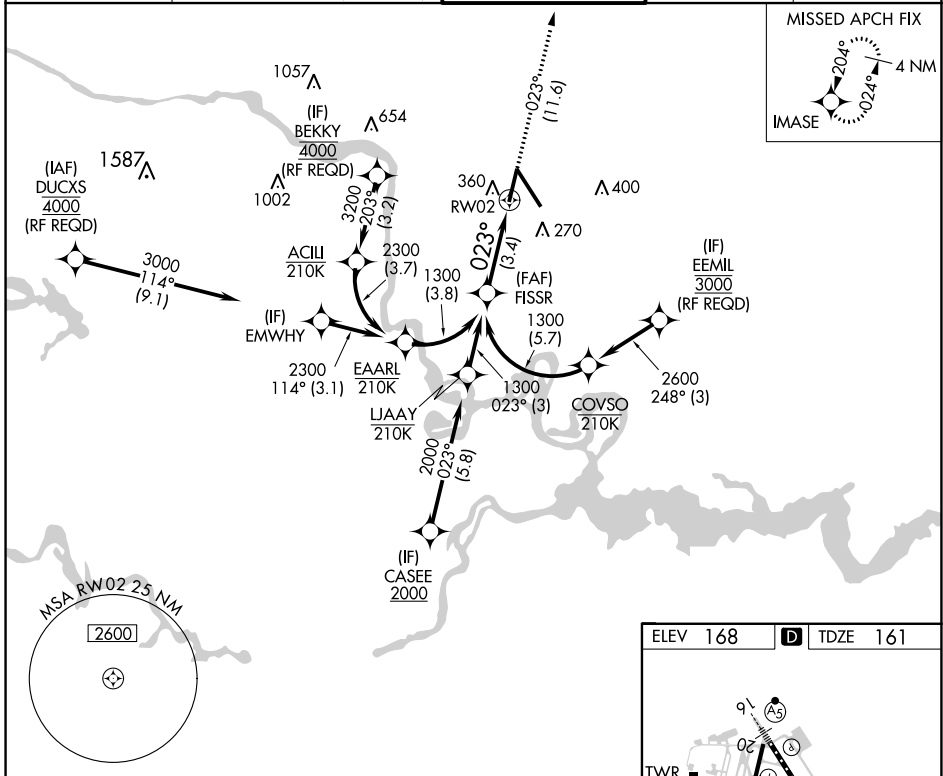 MISSED APCH FIX
204°
4 NM
024°
IMASE
023°
(11.6)
1057
(IF)
BEKKY
4000
(RF REQD)
654
(IAF)
DUCXS
4000
(RF REQD)
1587
1002
3200
203°
(3.2)
360
RW02
400
270
023°
(3.4)
ACILI
210K
2300
(3.7)
1300
(3.8)
(FAF)
FISSR
(IF)
EEMIL
3000
(RF REQD)
3000
114°
(9.1)
(IF)
EMWHY
1300
(5.7)
2300
114° (3.1)
EAARL
210K
1300
023° (3)
2600
248° (3)
LJAAY
210K
COVSO
210K
2000
023°
(5.8)
(IF)
CASEE
2000
MSA RW02 25 NM
2600
ELEV 168 D TDZE 161
16
A5
20
P
TWR